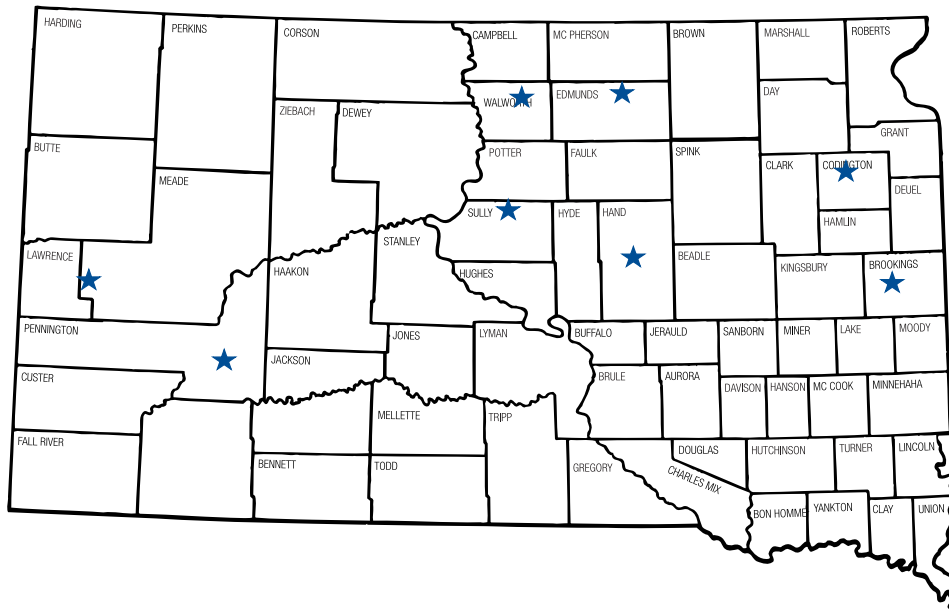 HARDING
PERKINS
CORSON
CAMPBELL
MC PHERSON
BROWN
MARSHALL
ROBERTS
ZIEBACH
DEWEY
WALWORTH
EDMUNDS
DAY
GRANT
BUTTE
MEADE
POTTER
FAULK
SPINK
CLARK
CODINGTON
DEUEL
SULLY
HYDE
HAND
HAMLIN
LAWRENCE
STANLEY
HAAKON
HUGHES
BEADLE
KINGSBURY
BROOKINGS
PENNINGTON
JACKSON
JONES
LYMAN
BUFFALO
JERAULD
SANBORN
MINER
LAKE
MOODY
CUSTER
BRULE
AURORA
DAVISON
HANSON
MC COOK
MINNEHAHA
MELLETTE
TRIPP
FALL RIVER
BENNETT
TODD
GREGORY
CHARLES MIX
DOUGLAS
HUTCHINSON
TURNER
LINCOLN
BON HOMME
YANKTON
CLAY
UNION